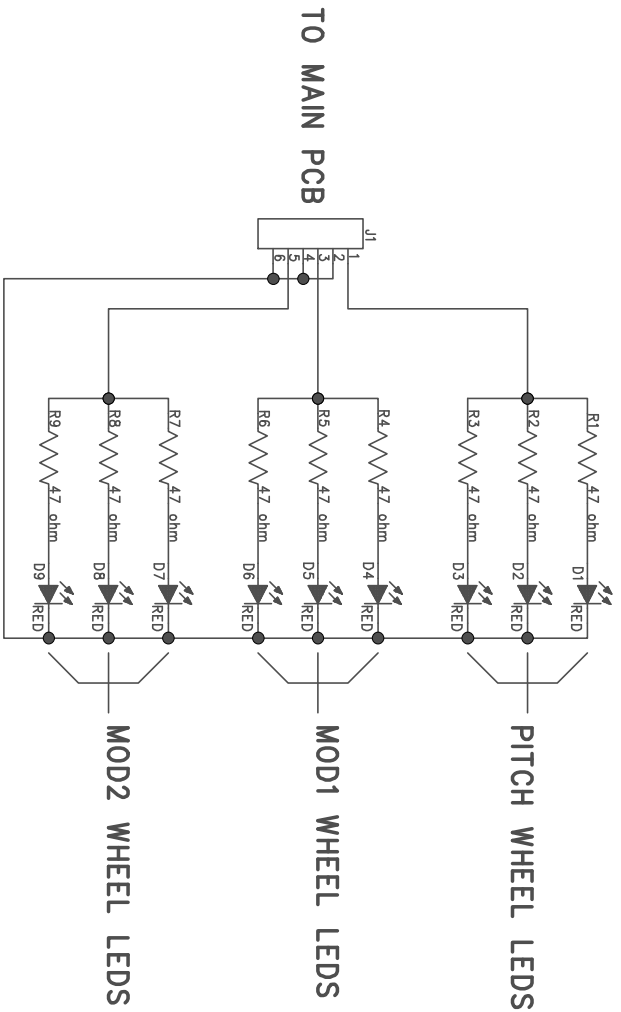 TO MAIN PCB
J1
1
2
3
4
5
6
R1
47 ohm
D1
RED
R2
47 ohm
D2
RED
R3
47 ohm
D3
RED
PITCH WHEEL LEDS
R4
47 ohm
D4
RED
R5
47 ohm
D5
RED
R6
47 ohm
D6
RED
MOD1 WHEEL LEDS
R7
47 ohm
D7
RED
R8
47 ohm
D8
RED
R9
47 ohm
D9
RED
MOD2 WHEEL LEDS